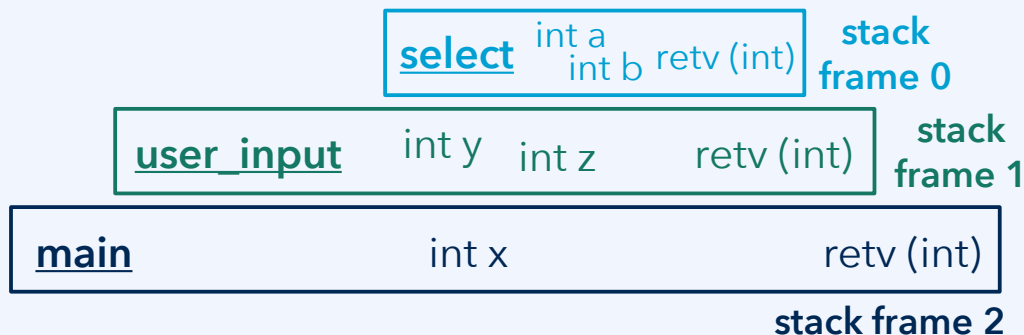 select int a int b retv (int) stack frame 0
user_input int y int z retv (int) stack frame 1
main int x retv (int)
stack frame 2